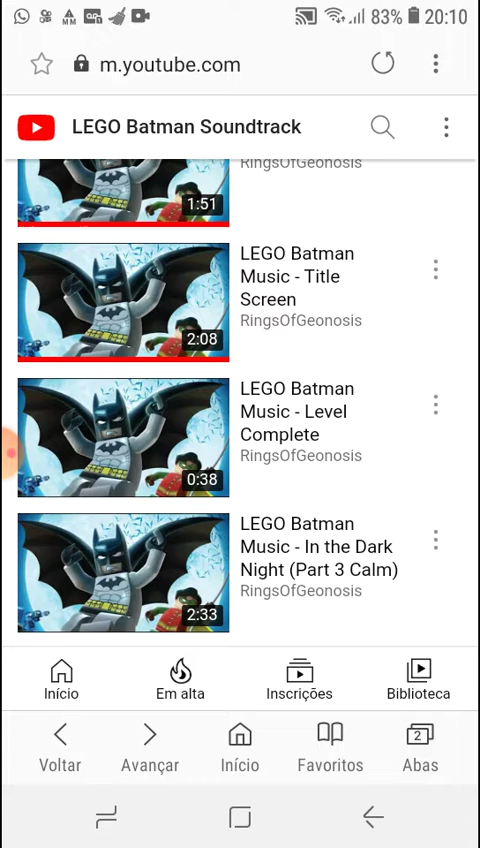 83% 20:10
m.youtube.com
LEGO Batman Soundtrack
RingsOfGeonosis
1:51
LEGO Batman
Music - Title
Screen
RingsOfGeonosis
2:08
LEGO Batman
Music - Level
Complete
RingsOfGeonosis
0:38
LEGO Batman
Music - In the Dark
Night (Part 3 Calm)
RingsOfGeonosis
2:33
Início Em alta Inscrições Biblioteca
2
Voltar Avançar Início Favoritos Abas